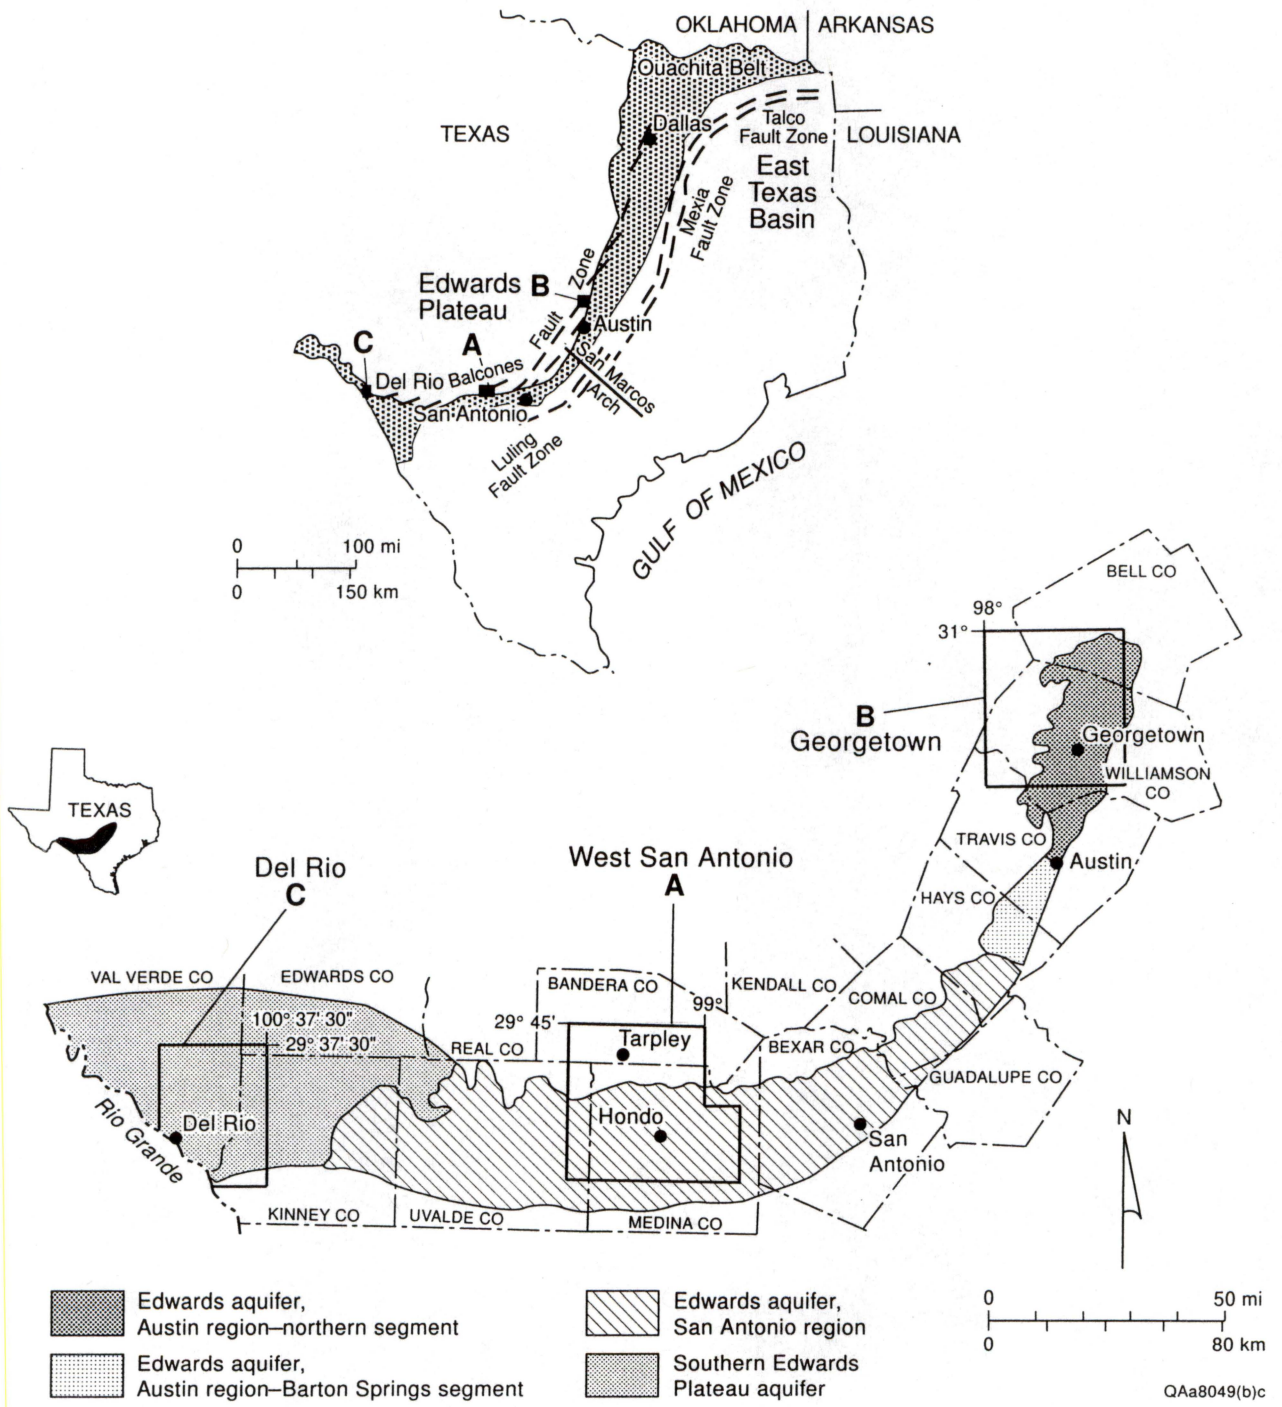 OKLAHOMA
ARKANSAS
Ouachita Belt
TEXAS
Dallas
Talco
Fault Zone
LOUISIANA
East
Texas
Basin
Mexia
Fault Zone
Edwards
Plateau
B
Zone
Fault
Austin
C
A
Del Rio
Balcones
San Marcos
Arch
San Antonio
Luling
Fault Zone
GULF OF MEXICO
0
100 mi
0
150 km
BELL CO
98°
31°
B
Georgetown
Georgetown
WILLIAMSON
CO
TEXAS
TRAVIS CO
Austin
Del Rio
C
West San Antonio
A
HAYS CO
VAL VERDE CO
EDWARDS CO
BANDERA CO
KENDALL CO
COMAL CO
99°
100° 37' 30"
29° 37' 30"
29° 45'
REAL CO
Tarpley
BEXAR CO
GUADALUPE CO
Rio Grande
Del Rio
Hondo
San
Antonio
N
KINNEY CO
UVALDE CO
MEDINA CO
Edwards aquifer,
Austin region–northern segment
Edwards aquifer,
San Antonio region
Edwards aquifer,
Austin region–Barton Springs segment
Southern Edwards
Plateau aquifer
0
50 mi
0
80 km
QAa8049(b)c